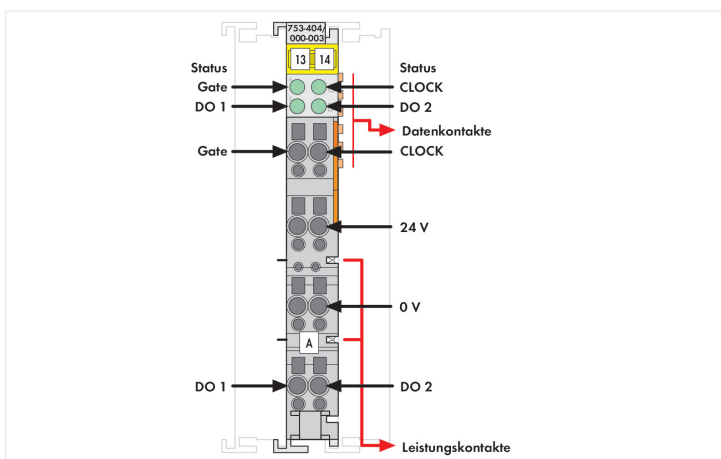 753-404/
000-003
13 14
Status
Status
Gate
CLOCK
DO 1
DO 2
Datenkontakte
Gate
CLOCK
24 V
0 V
A
DO 1
DO 2
Leistungskontakte